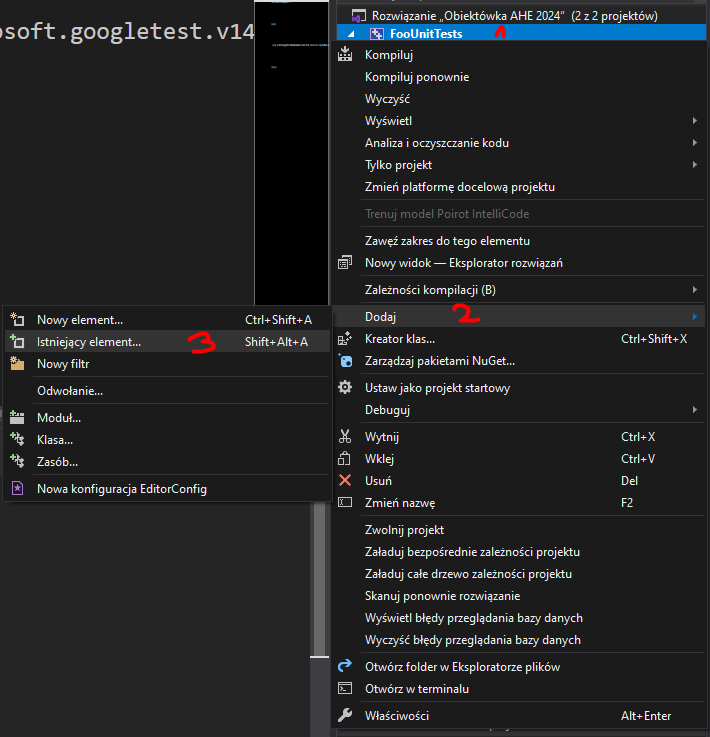 osoft.googletest.v14
Rozwiązanie „Obiektówka AHE 2024” (2 z 2 projektów)
FooUnitTests 1
Kompiluj
Kompiluj ponownie
Wyczyść
Wyświetl
Analiza i oczyszczanie kodu
Tylko projekt
Zmień platformę docelową projektu
Trenuj model Poirot IntelliCode
Zawęź zakres do tego elementu
Nowy widok — Eksplorator rozwiązań
Zależności kompilacji (B)
Dodaj 2
Kreator klas... Ctrl+Shift+X
Zarządzaj pakietami NuGet...
Ustaw jako projekt startowy
Debuguj
Wytnij Ctrl+X
Wklej Ctrl+V
Usuń Del
Zmień nazwę F2
Zwolnij projekt
Załaduj bezpośrednie zależności projektu
Załaduj całe drzewo zależności projektu
Skanuj ponownie rozwiązanie
Wyświetl błędy przeglądania bazy danych
Wyczyść błędy przeglądania bazy danych
Otwórz folder w Eksploratorze plików
Otwórz w terminalu
Właściwości Alt+Enter
Nowy element... Ctrl+Shift+A
Istniejący element... 3 Shift+Alt+A
Nowy filtr
Odwołanie...
Moduł...
Klasa...
Zasób...
Nowa konfiguracja EditorConfig